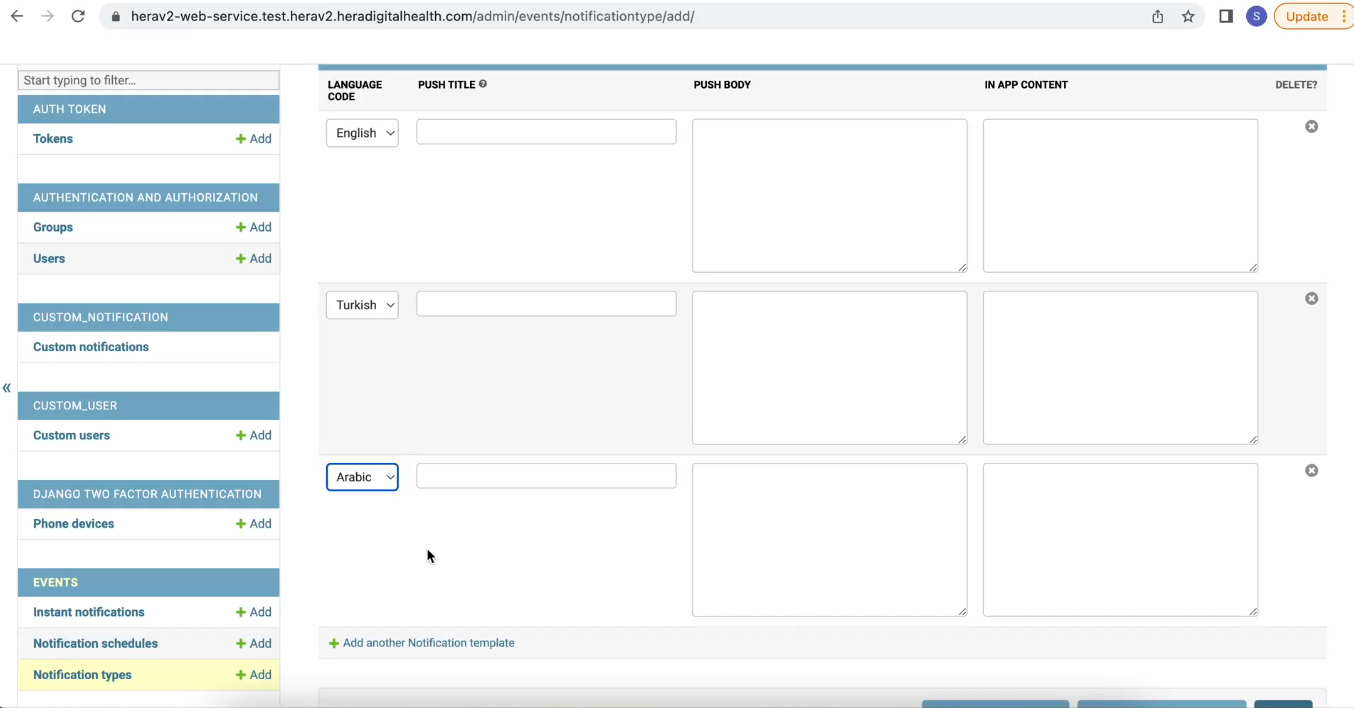 herav2-web-service.test.herav2.heradigitalhealth.com/admin/events/notificationtype/add/
S
Update
Start typing to filter...
AUTH TOKEN
Tokens
Add
AUTHENTICATION AND AUTHORIZATION
Groups
Add
Users
Add
CUSTOM_NOTIFICATION
Custom notifications
CUSTOM_USER
Custom users
Add
DJANGO TWO FACTOR AUTHENTICATION
Phone devices
Add
EVENTS
Instant notifications
Add
Notification schedules
Add
Notification types
Add
LANGUAGE
CODE
PUSH TITLE
PUSH BODY
IN APP CONTENT
DELETE?
English
Turkish
Arabic
Add another Notification template